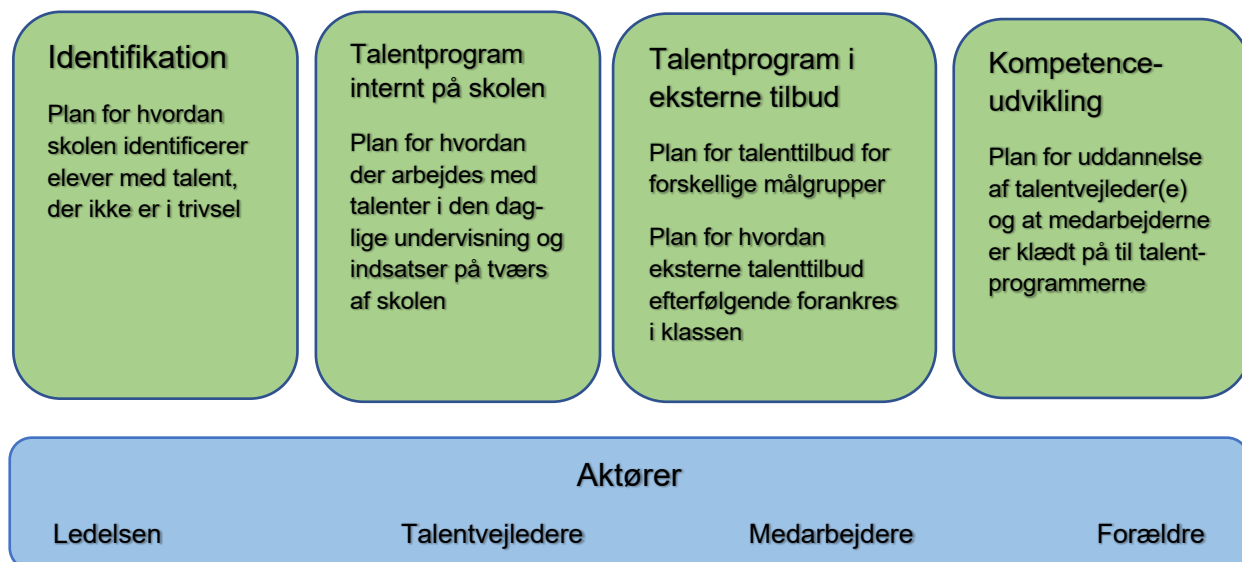 Identifikation
Plan for hvordan
skolen identificerer
elever med talent,
der ikke er i trivsel
Talentprogram
internt på skolen
Plan for hvordan
der arbejdes med
talenter i den dag-
lige undervisning og
indsatser på tværs
af skolen
Talentprogram i
eksterne tilbud
Plan for talenttilbud for
forskellige målgrupper
Plan for hvordan
eksterne talenttilbud
efterfølgende forankres
i klassen
Kompetence-
udvikling
Plan for uddannelse
af talentvejleder(e)
og at medarbejderne
er klædt på til talent-
programmerne
Aktører
Ledelsen Talentvejledere Medarbejdere Forældre